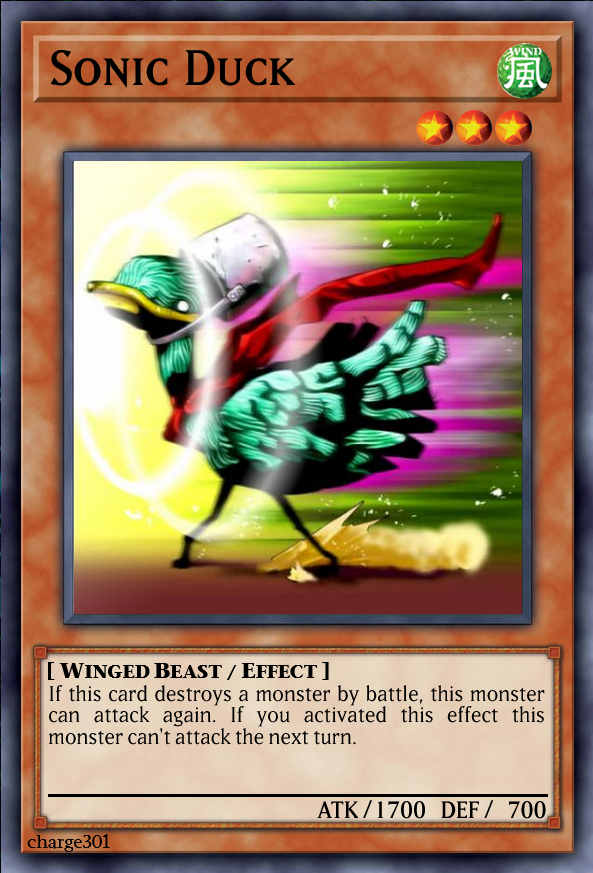 Sonic Duck
WIND
風
[ Winged Beast / Effect ]
If this card destroys a monster by battle, this monster
can attack again. If you activated this effect this
monster can't attack the next turn.
ATK / 1700 DEF / 700
charge301